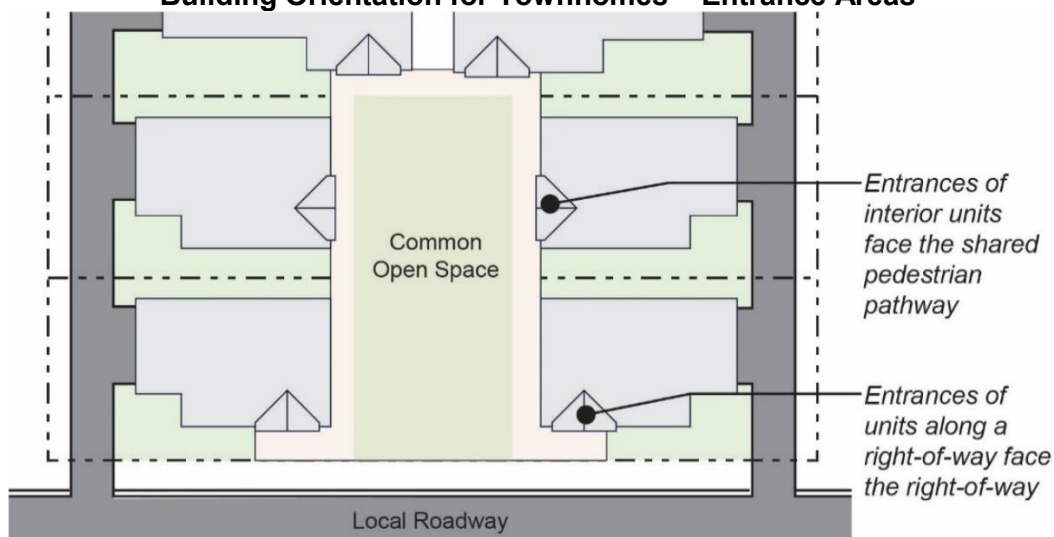 Building Orientation for Townhomes – Entrance Areas
Entrances of
interior units
face the shared
pedestrian
pathway
Common
Open Space
Entrances of
units along a
right-of-way face
the right-of-way
Local Roadway